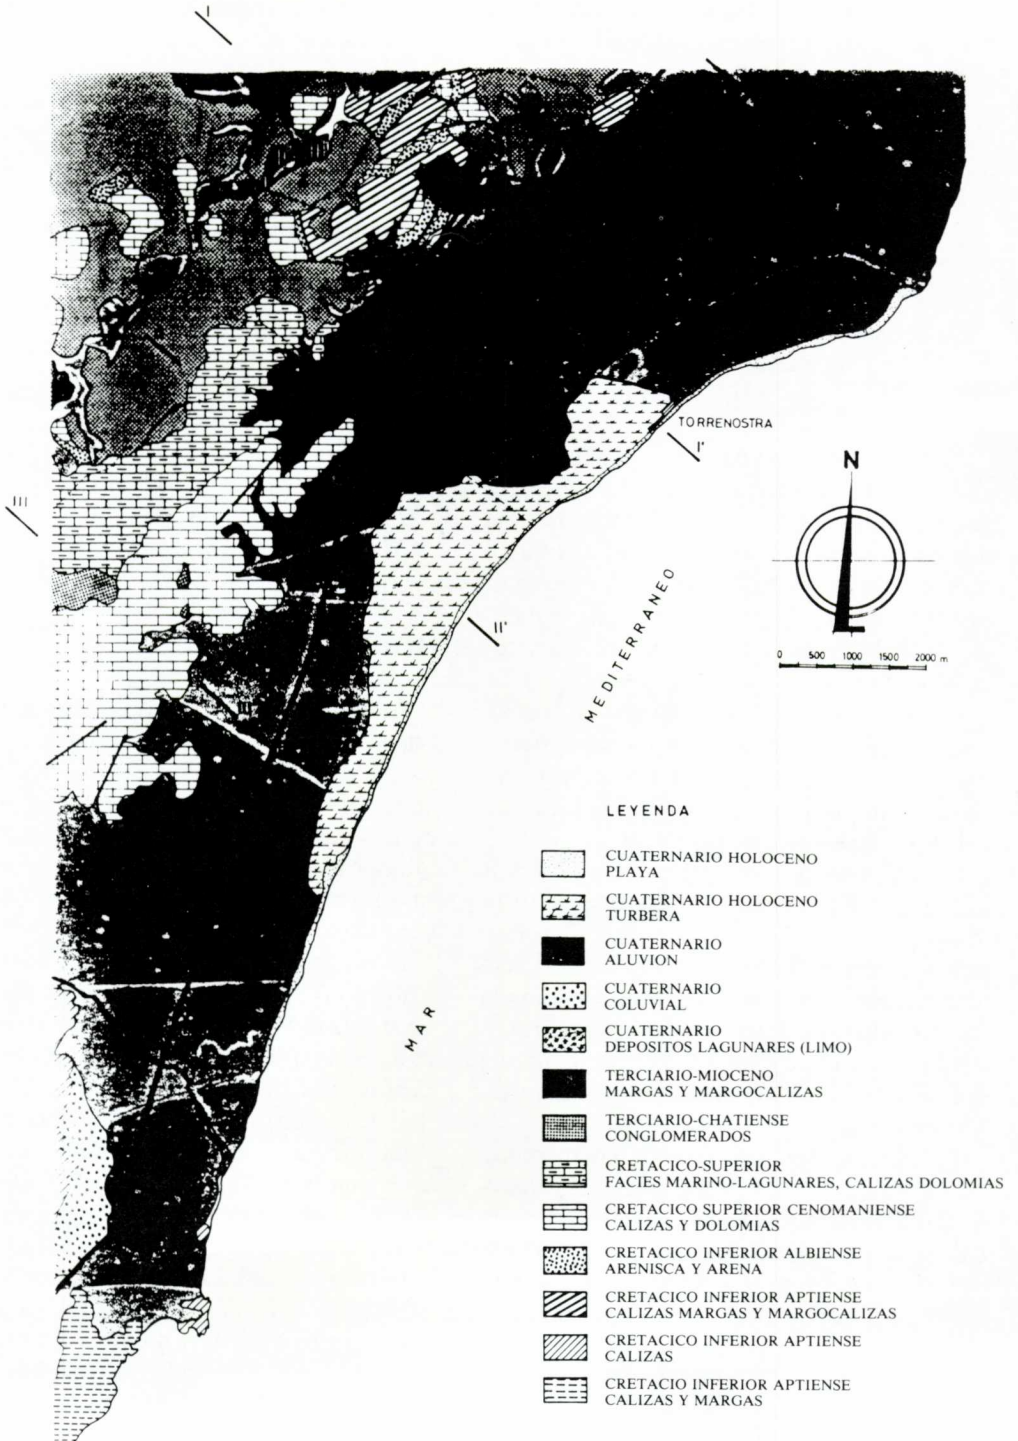 I
TORRENOSTRA
I'
N
III
II'
0 500 1000 1500 2000 m
MAR MEDITERRANEO
LEYENDA
CUATERNARIO HOLOCENO
PLAYA
CUATERNARIO HOLOCENO
TURBERA
CUATERNARIO
ALUVION
CUATERNARIO
COLUVIAL
CUATERNARIO
DEPOSITOS LAGUNARES (LIMO)
TERCIARIO-MIOCENO
MARGAS Y MARGOCALIZAS
TERCIARIO-CHATIENSE
CONGLOMERADOS
CRETACICO-SUPERIOR
FACIES MARINO-LAGUNARES, CALIZAS DOLOMIAS
CRETACICO SUPERIOR CENOMANIENSE
CALIZAS Y DOLOMIAS
CRETACICO INFERIOR ALBIENSE
ARENISCA Y ARENA
CRETACICO INFERIOR APTIENSE
CALIZAS MARGAS Y MARGOCALIZAS
CRETACICO INFERIOR APTIENSE
CALIZAS
CRETACIO INFERIOR APTIENSE
CALIZAS Y MARGAS